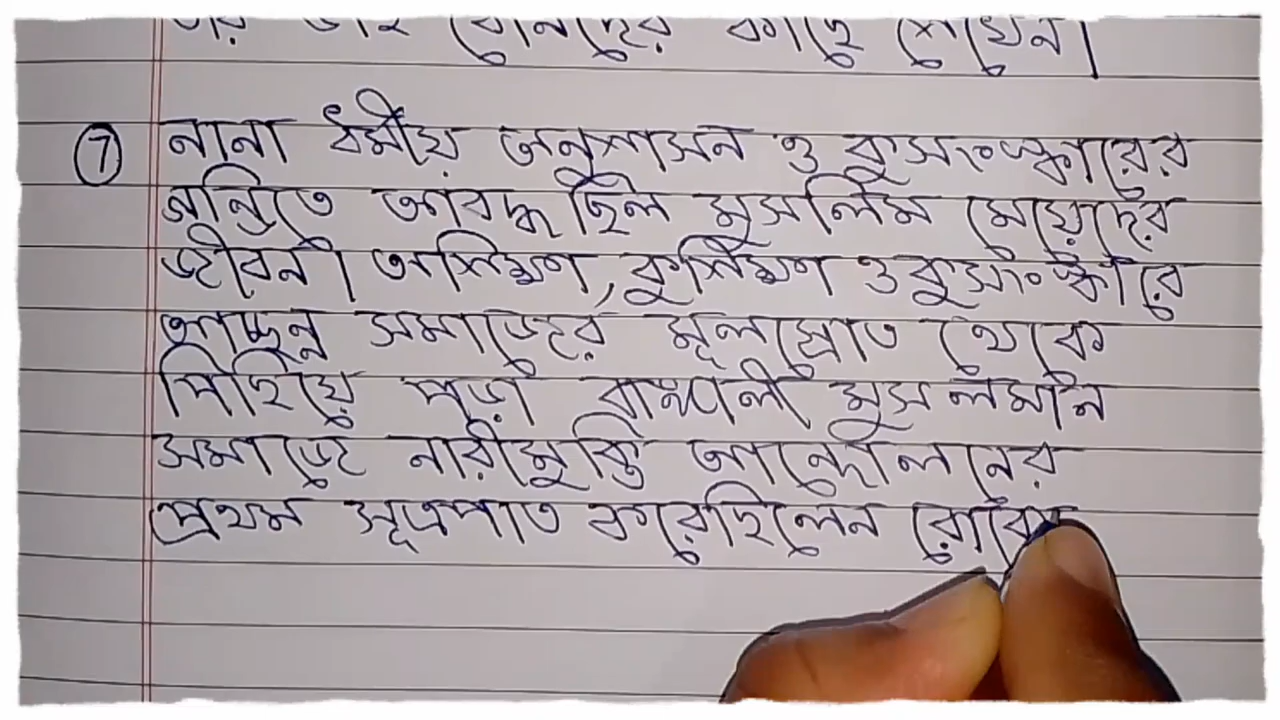 তার ভাই বোনদের কাছে শেখেন।
7 নানা ধর্মীয় অনুশাসন ও কুসংস্কারের
গন্ডিতে আবদ্ধ ছিল মুসলিম মেয়েদের
জীবন। অশিক্ষা, কুশিক্ষা ও কুসংস্কারে
আচ্ছন্ন সমাজের মূলস্রোত থেকে
পিছিয়ে পড়া বাঙালী মুসলমান
সমাজে নারীমুক্তি আন্দোলনের
প্রথম সূত্রপাত করেছিলেন